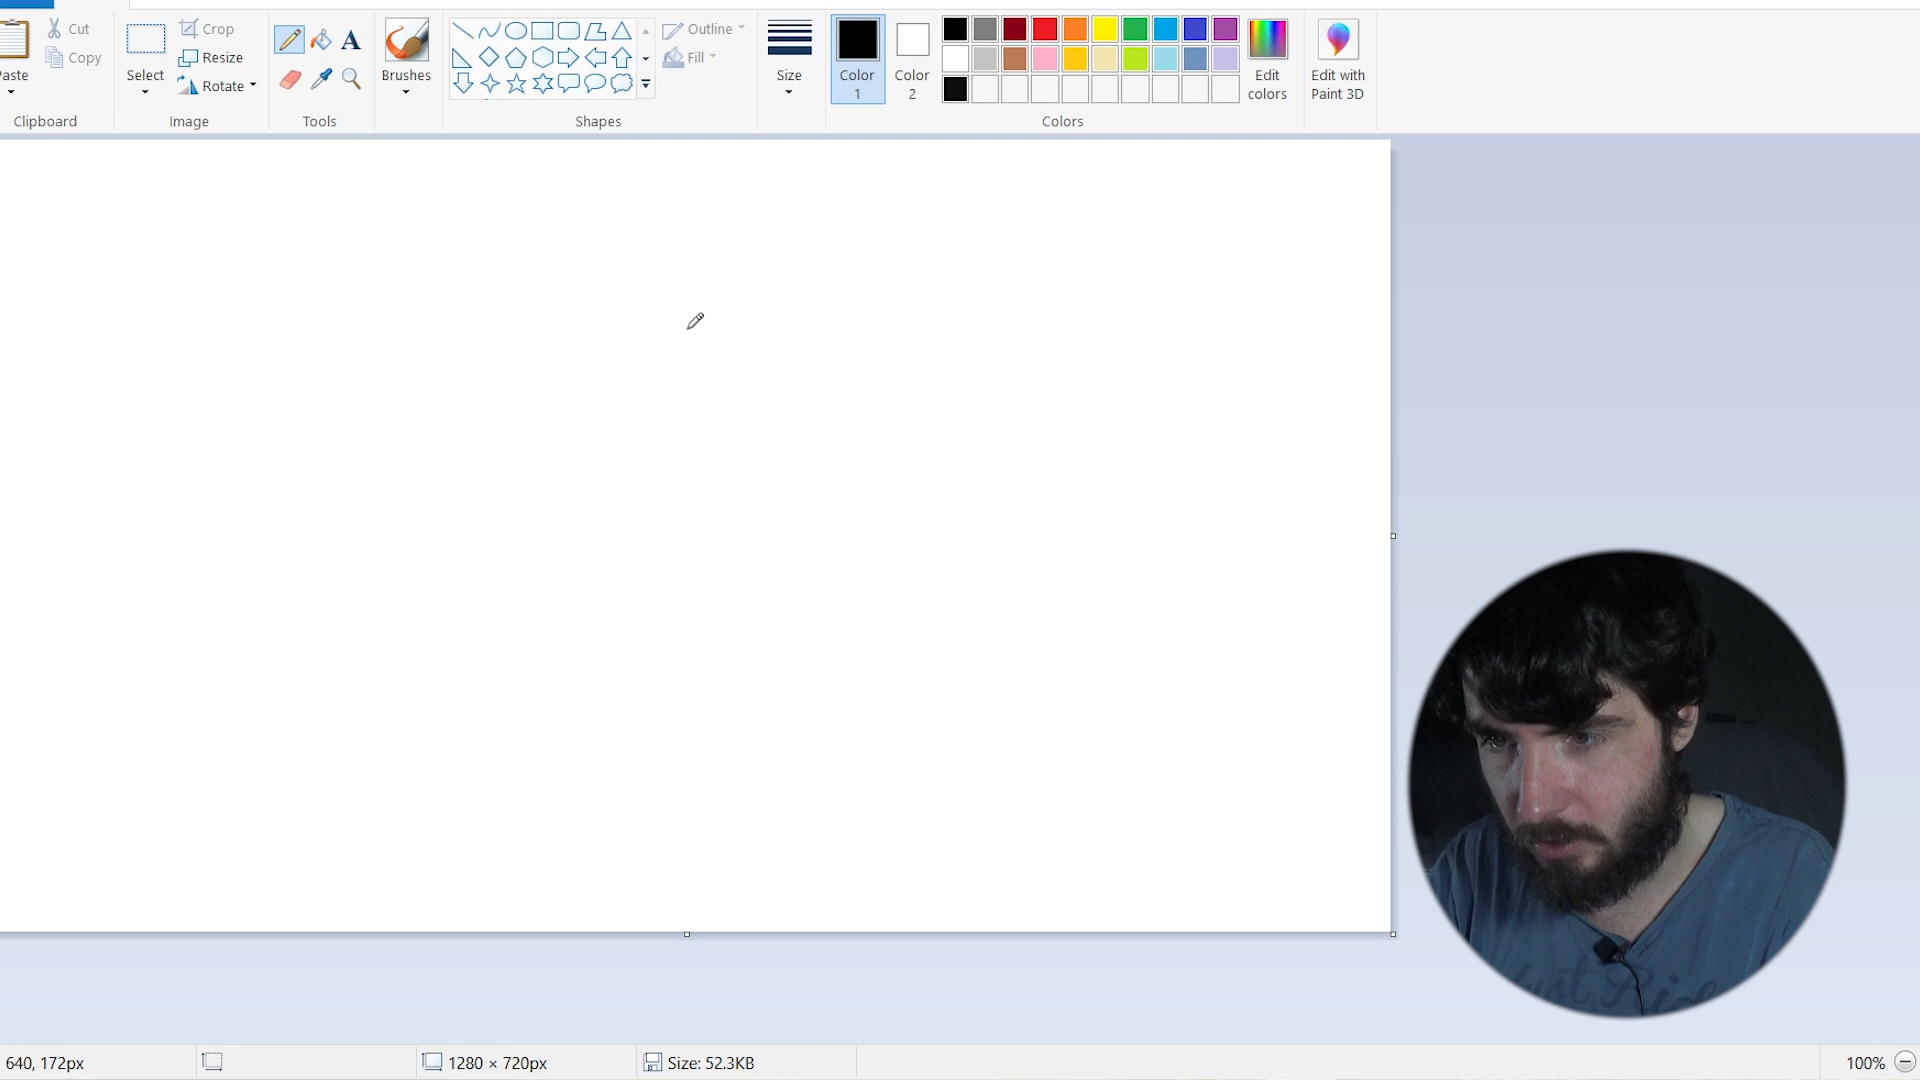 Cut
Copy
aste
Clipboard
Select
Crop
Resize
Rotate
Image
A
Tools
Brushes
Shapes
Outline
Fill
Size
Color
1
Color
2
Edit
colors
Colors
Edit with
Paint 3D
640, 172px
1280 × 720px
Size: 52.3KB
100%